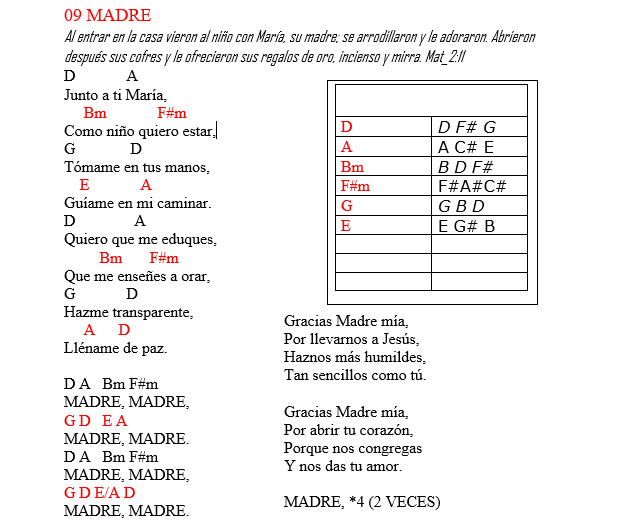 09 MADRE
Al entrar en la casa vieron al niño con María, su madre; se arrodillaron y le adoraron. Abrieron
después sus cofres y le ofrecieron sus regalos de oro, incienso y mirra. Mat_2:11
D A
Junto a ti María,
Bm F#m
Como niño quiero estar,
G D
Tómame en tus manos,
E A
Guíame en mi caminar.
D A
Quiero que me eduques,
Bm F#m
Que me enseñes a orar,
G D
Hazme transparente,
A D
Lléname de paz.
D A Bm F#m
MADRE, MADRE,
G D E A
MADRE, MADRE.
D A Bm F#m
MADRE, MADRE,
G D E/A D
MADRE, MADRE.
D D F# G
A A C# E
Bm B D F#
F#m F#A#C#
G G B D
E E G# B
Gracias Madre mía,
Por llevarnos a Jesús,
Haznos más humildes,
Tan sencillos como tú.
Gracias Madre mía,
Por abrir tu corazón,
Porque nos congregas
Y nos das tu amor.
MADRE, *4 (2 VECES)